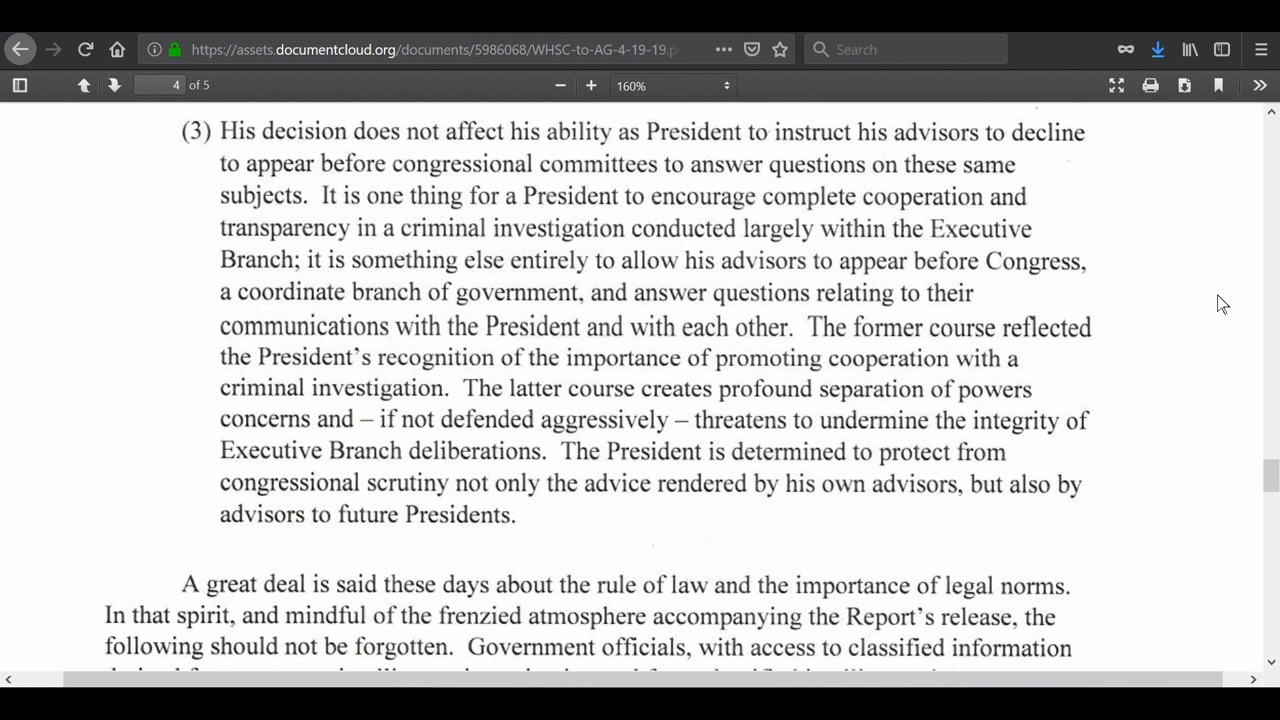 https://assets.documentcloud.org/documents/5986068/WHSC-to-AG-4-19-19.p
Search
4 of 5
160%
(3) His decision does not affect his ability as President to instruct his advisors to decline
to appear before congressional committees to answer questions on these same
subjects. It is one thing for a President to encourage complete cooperation and
transparency in a criminal investigation conducted largely within the Executive
Branch; it is something else entirely to allow his advisors to appear before Congress,
a coordinate branch of government, and answer questions relating to their
communications with the President and with each other. The former course reflected
the President’s recognition of the importance of promoting cooperation with a
criminal investigation. The latter course creates profound separation of powers
concerns and – if not defended aggressively – threatens to undermine the integrity of
Executive Branch deliberations. The President is determined to protect from
congressional scrutiny not only the advice rendered by his own advisors, but also by
advisors to future Presidents.
A great deal is said these days about the rule of law and the importance of legal norms.
In that spirit, and mindful of the frenzied atmosphere accompanying the Report’s release, the
following should not be forgotten. Government officials, with access to classified information